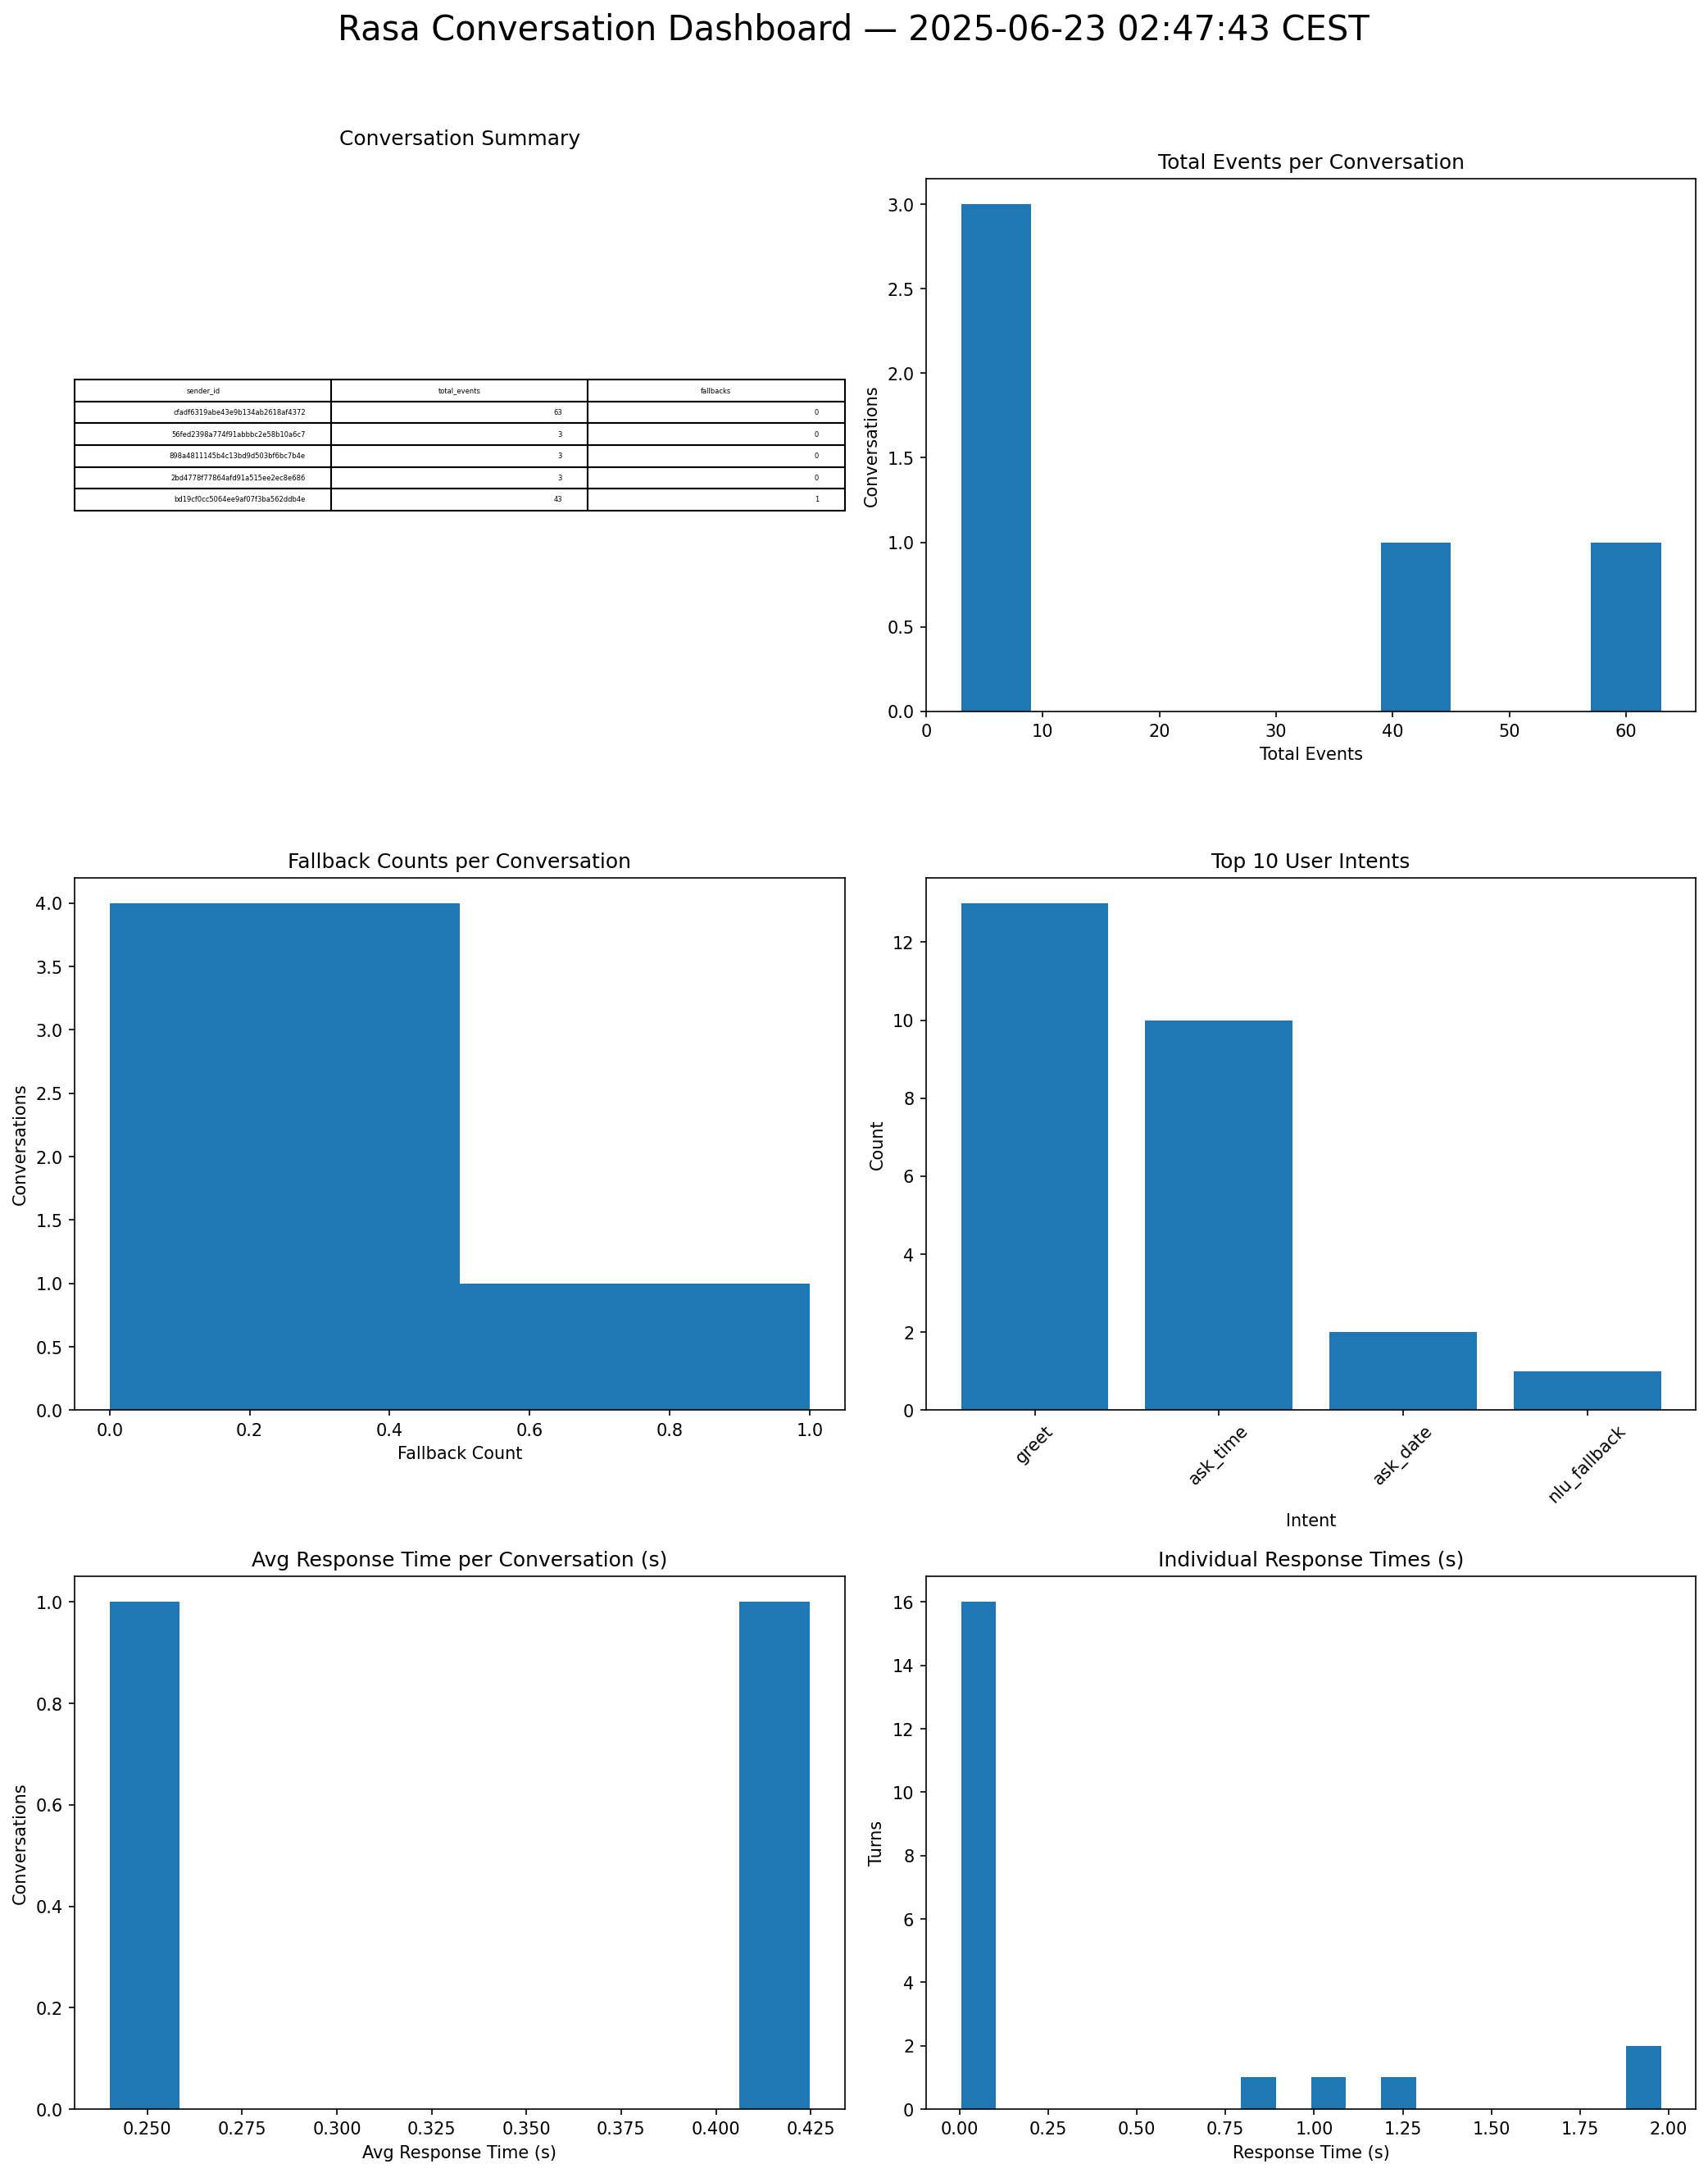 Rasa Conversation Dashboard — 2025-06-23 02:47:43 CEST
Conversation Summary
sender_id total_events fallbacks
cfadf6319abe43e9b134ab2618af4372 63 0
56fed2398a774f91abbbc2e58b10a6c7 3 0
898a4811145b4c13bd9d503bf6bc7b4e 3 0
2bd4778f77864afd91a515ee2ec8e686 3 0
bd19cf0cc5064ee9af07f3ba562ddb4e 43 1
Total Events per Conversation
Conversations
3.0
2.5
2.0
1.5
1.0
0.5
0.0
0 10 20 30 40 50 60
Total Events
Fallback Counts per Conversation
Conversations
4.0
3.5
3.0
2.5
2.0
1.5
1.0
0.5
0.0
0.0 0.2 0.4 0.6 0.8 1.0
Fallback Count
Top 10 User Intents
Count
12
10
8
6
4
2
0
greet ask_time ask_date nlu_fallback
Intent
Avg Response Time per Conversation (s)
Conversations
1.0
0.8
0.6
0.4
0.2
0.0
0.250 0.275 0.300 0.325 0.350 0.375 0.400 0.425
Avg Response Time (s)
Individual Response Times (s)
Turns
16
14
12
10
8
6
4
2
0
0.00 0.25 0.50 0.75 1.00 1.25 1.50 1.75 2.00
Response Time (s)